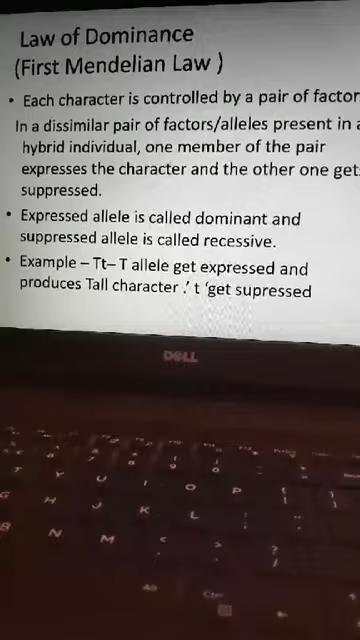 Law of Dominance
(First Mendelian Law )
• Each character is controlled by a pair of factor
In a dissimilar pair of factors/alleles present in a
hybrid individual, one member of the pair
expresses the character and the other one get
suppressed.
• Expressed allele is called dominant and
suppressed allele is called recessive.
• Example – Tt– T allele get expressed and
produces Tall character .' t 'get supressed
DELL
T Y U I O P { [ } ]
G H J K L : ; " '
B N M < , > . ? /
Alt Ctrl